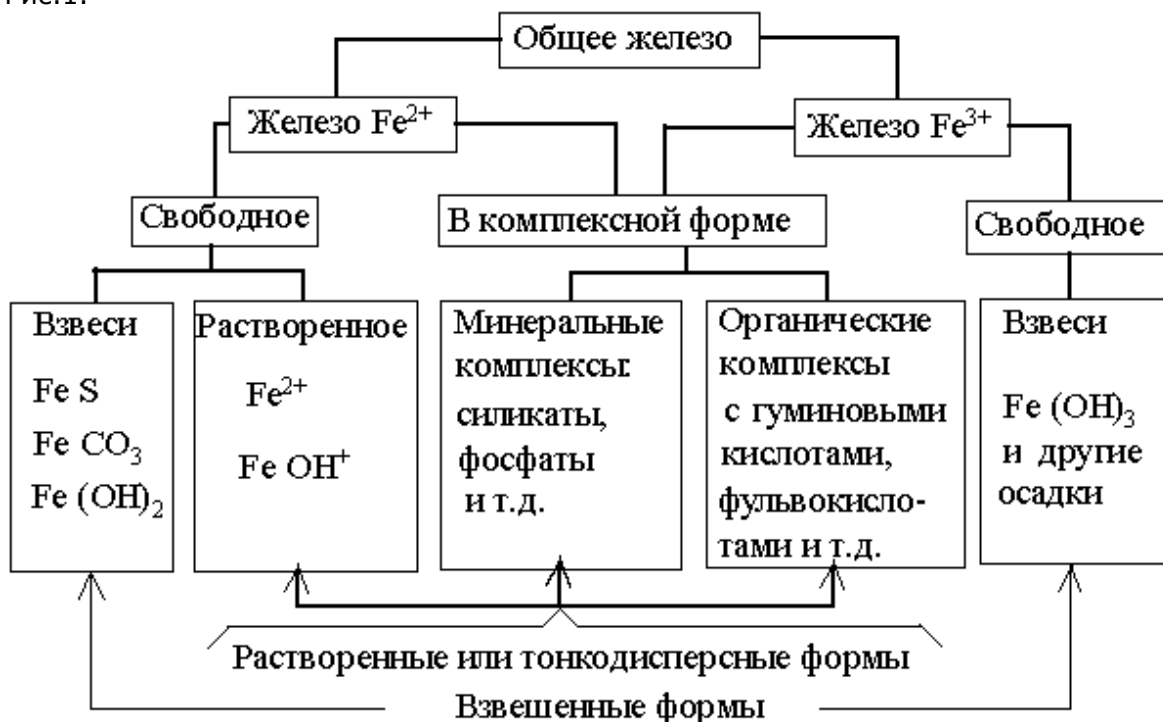 Рис.1.
Общее железо
Железо Fe²⁺
Железо Fe³⁺
Свободное
В комплексной форме
Свободное
Взвеси
Fe S
Fe CO₃
Fe (OH)₂
Растворенное
Fe²⁺
Fe OH⁺
Минеральные
комплексы:
силикаты,
фосфаты
и т.д.
Органические
комплексы
с гуминовыми
кислотами,
фульвокисло-
тами и т.д.
Взвеси
Fe (OH)₃
и другие
осадки
Растворенные или тонкодисперсные формы
Взвешенные формы